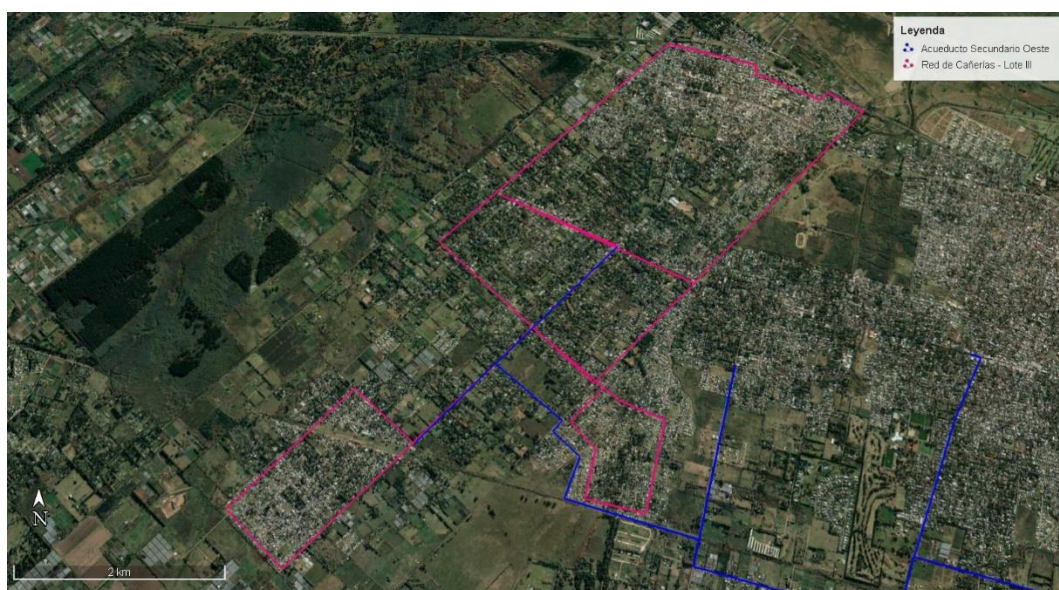 Leyenda
Acueducto Secundario Oeste
Red de Cañerías - Lote III
N
2 km